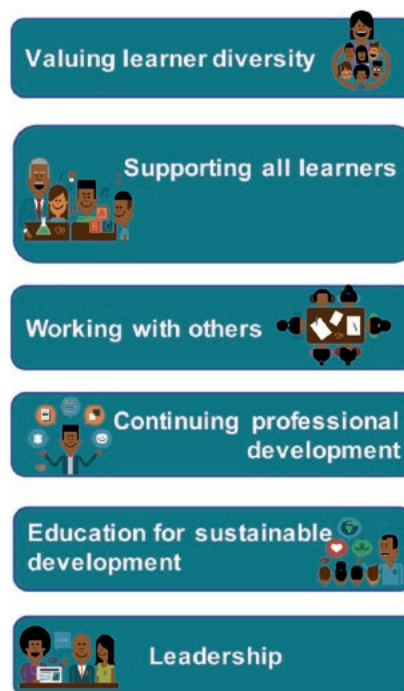 Valuing learner diversity
Supporting all learners
A
B C
Working with others
Continuing professional
development
Education for sustainable
development
Leadership